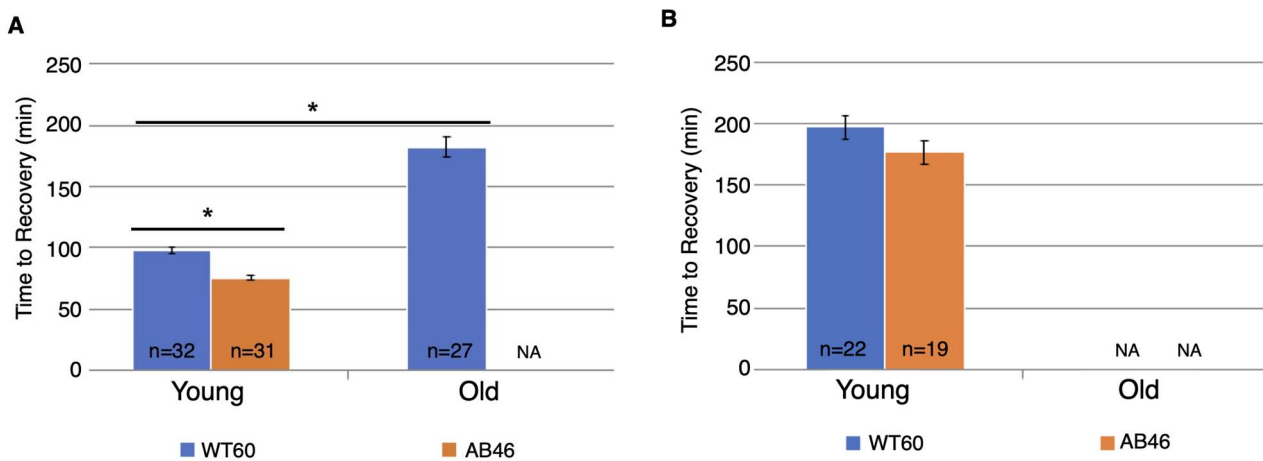 A
Time to Recovery (min)
250
200
150
100
50
0
*
*
n=32 n=31 n=27 NA
Young Old
WT60 AB46
B
Time to Recovery (min)
250
200
150
100
50
0
n=22 n=19 NA NA
Young Old
WT60 AB46